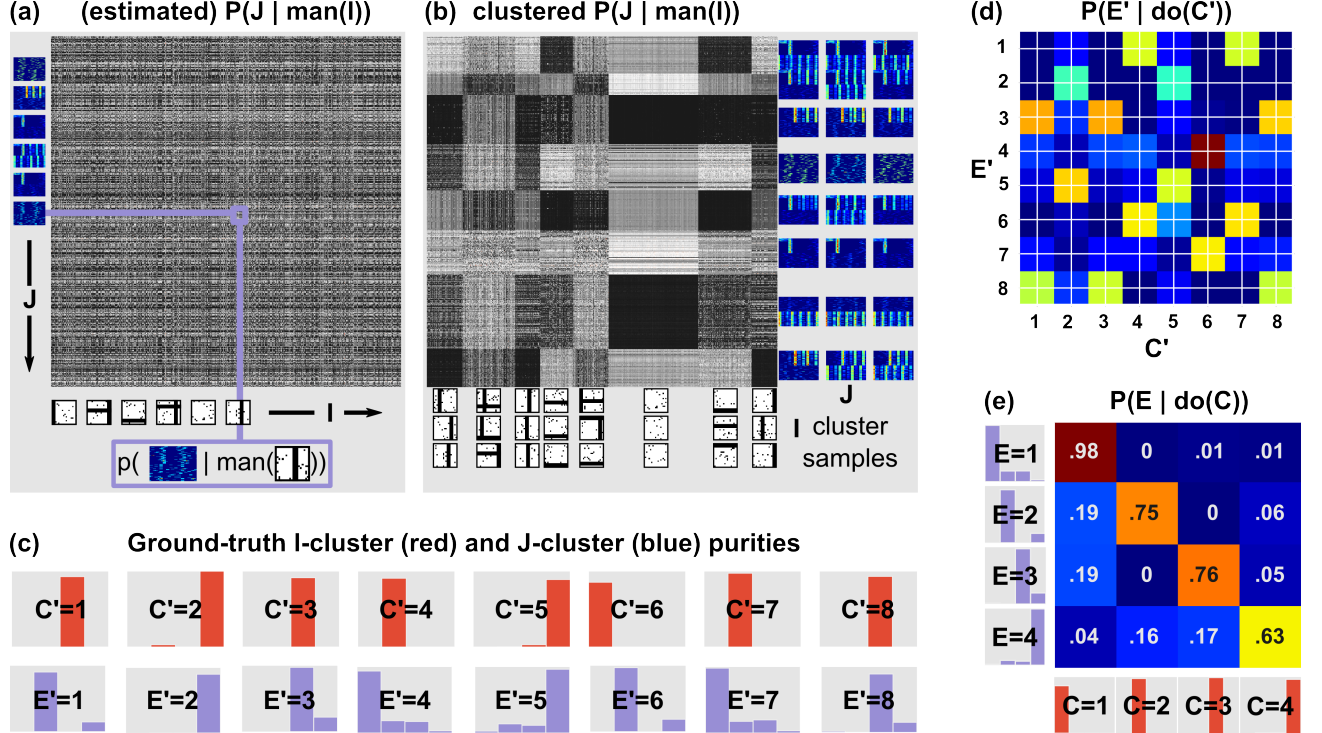 (a) (estimated) P(J | man(I))
J
I
p( | man( ))
(b) clustered P(J | man(I))
J
I cluster
samples
(c) Ground-truth I-cluster (red) and J-cluster (blue) purities
C'=1 C'=2 C'=3 C'=4 C'=5 C'=6 C'=7 C'=8
E'=1 E'=2 E'=3 E'=4 E'=5 E'=6 E'=7 E'=8
(d) P(E' | do(C'))
1
2
3
4
5
6
7
8
E'
1 2 3 4 5 6 7 8
C'
(e) P(E | do(C))
E=1 .98 0 .01 .01
E=2 .19 .75 0 .06
E=3 .19 0 .76 .05
E=4 .04 .16 .17 .63
C=1 C=2 C=3 C=4